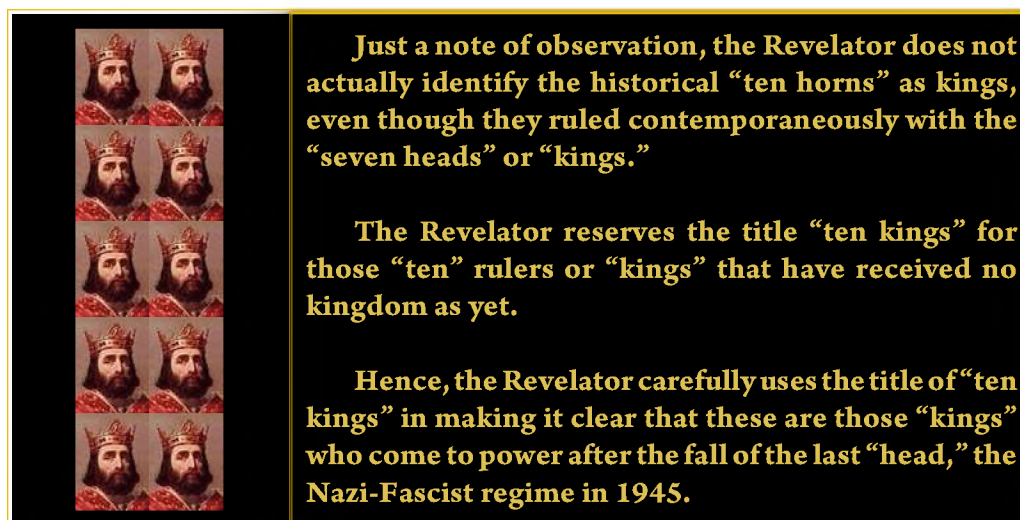 Just a note of observation, the Revelator does not
actually identify the historical “ten horns” as kings,
even though they ruled contemporaneously with the
“seven heads” or “kings.”
The Revelator reserves the title “ten kings” for
those “ten” rulers or “kings” that have received no
kingdom as yet.
Hence, the Revelator carefully uses the title of “ten
kings” in making it clear that these are those “kings”
who come to power after the fall of the last “head,” the
Nazi-Fascist regime in 1945.